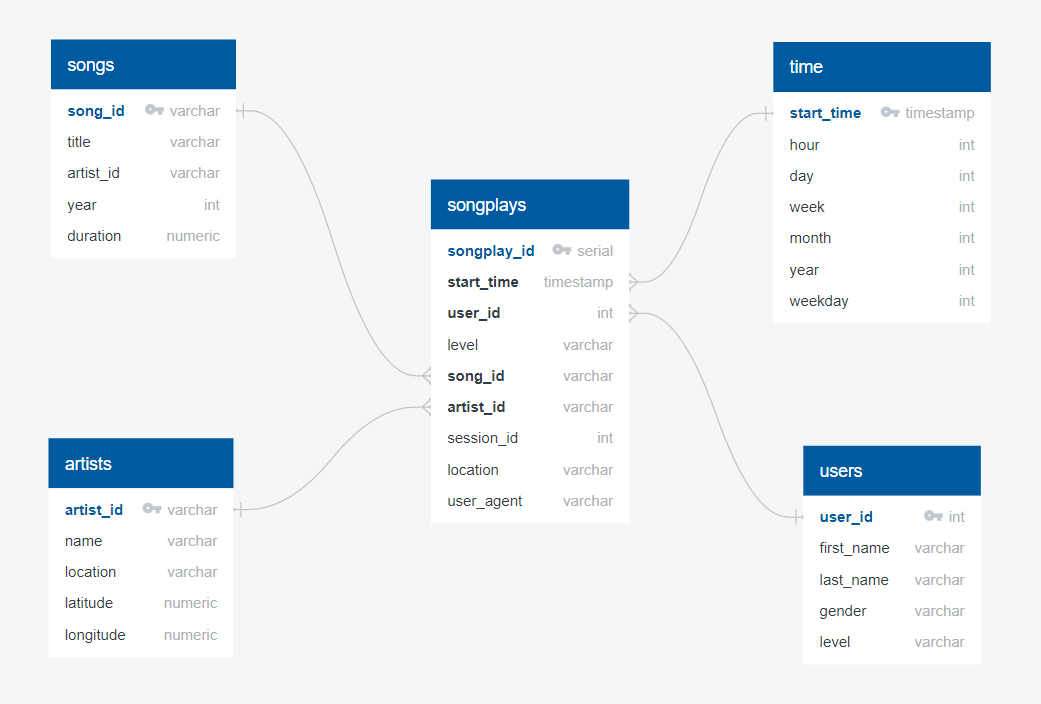 songs
song_id varchar
title varchar
artist_id varchar
year int
duration numeric
songplays
songplay_id serial
start_time timestamp
user_id int
level varchar
song_id varchar
artist_id varchar
session_id int
location varchar
user_agent varchar
time
start_time timestamp
hour int
day int
week int
month int
year int
weekday int
artists
artist_id varchar
name varchar
location varchar
latitude numeric
longitude numeric
users
user_id int
first_name varchar
last_name varchar
gender varchar
level varchar